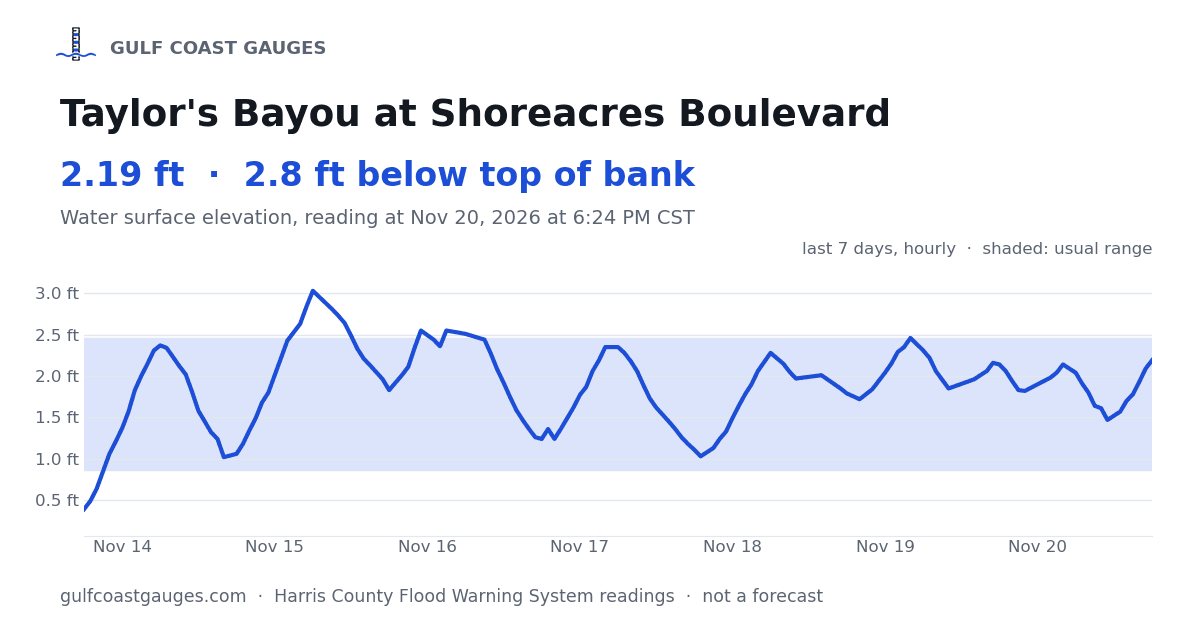 GULF COAST GAUGES
Taylor's Bayou at Shoreacres Boulevard
2.19 ft · 2.8 ft below top of bank
Water surface elevation, reading at Nov 20, 2026 at 6:24 PM CST
last 7 days, hourly · shaded: usual range
3.0 ft
2.5 ft
2.0 ft
1.5 ft
1.0 ft
0.5 ft
Nov 14 Nov 15 Nov 16 Nov 17 Nov 18 Nov 19 Nov 20
gulfcoastgauges.com · Harris County Flood Warning System readings · not a forecast